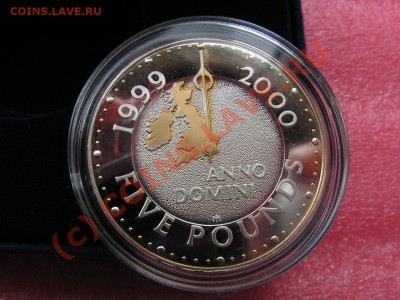 COINS.LAVE.RU
1999 2000
ANNO
DOMINI
FIVE POUNDS
(c) COINS.LAVE.RU